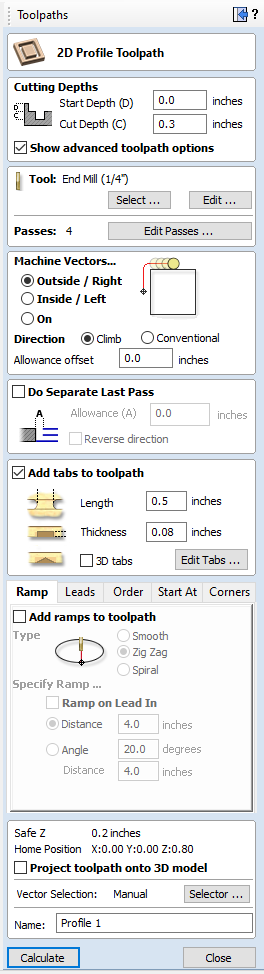 Toolpaths ?
2D Profile Toolpath
Cutting Depths
Start Depth (D) 0.0 inches
D
C
Cut Depth (C) 0.3 inches
Show advanced toolpath options
Tool: End Mill (1/4")
Select ... Edit ...
Passes: 4 Edit Passes ...
Machine Vectors...
Outside / Right
Inside / Left
On
Direction Climb Conventional
Allowance offset 0.0 inches
Do Separate Last Pass
A Allowance (A) 0.0 inches
Reverse direction
Add tabs to toolpath
Length 0.5 inches
Thickness 0.08 inches
3D tabs Edit Tabs ...
Ramp Leads Order Start At Corners
Add ramps to toolpath
Type Smooth
Zig Zag
Spiral
Specify Ramp ...
Ramp on Lead In
Distance 4.0 inches
Angle 20.0 degrees
Distance 4.0 inches
Safe Z 0.2 inches
Home Position X:0.00 Y:0.00 Z:0.80
Project toolpath onto 3D model
Vector Selection: Manual Selector ...
Name: Profile 1
Calculate Close